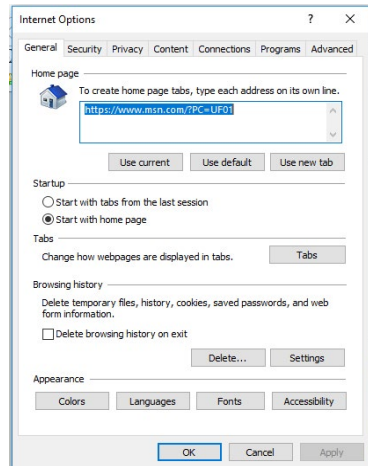 Internet Options ? X
General Security Privacy Content Connections Programs Advanced
Home page
To create home page tabs, type each address on its own line.
https://www.msn.com/?PC=UF01
Use current Use default Use new tab
Startup
Start with tabs from the last session
Start with home page
Tabs
Change how webpages are displayed in tabs. Tabs
Browsing history
Delete temporary files, history, cookies, saved passwords, and web
form information.
Delete browsing history on exit
Delete... Settings
Appearance
Colors Languages Fonts Accessibility
OK Cancel Apply